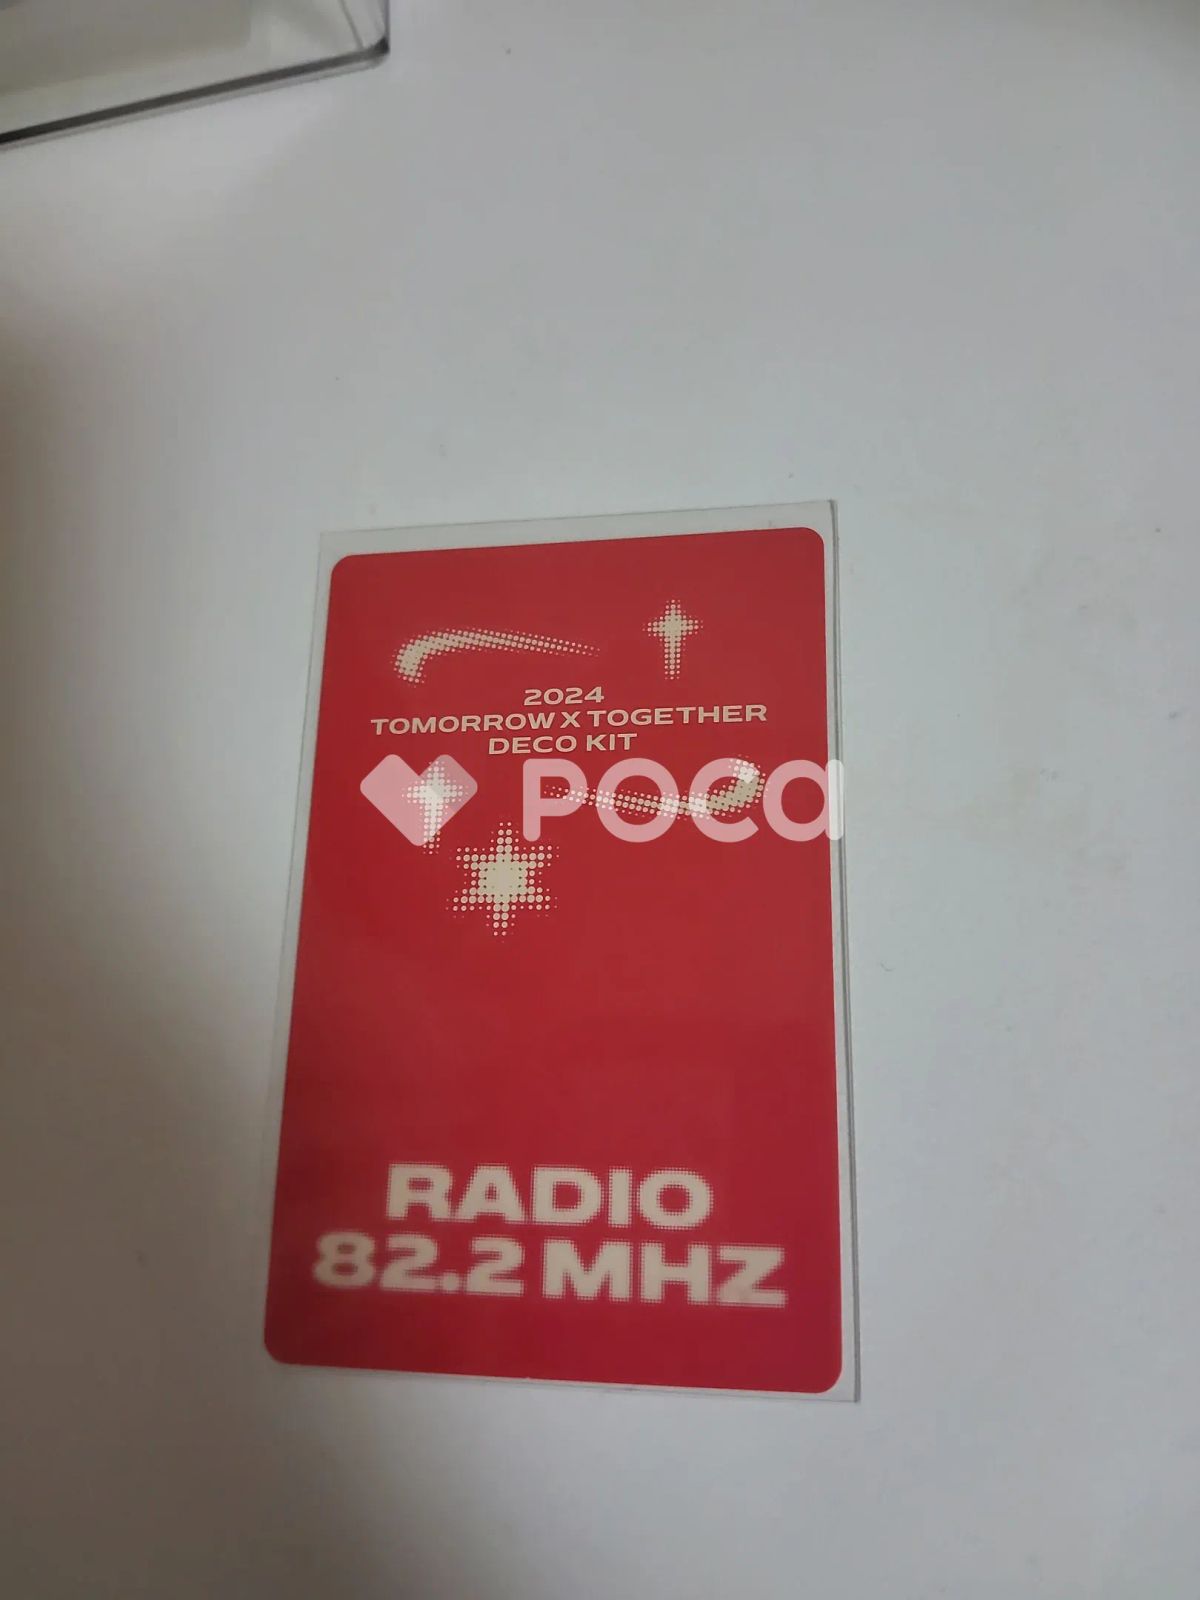 2024
TOMORROW X TOGETHER
DECO KIT
POCA
RADIO
82.2 MHZ